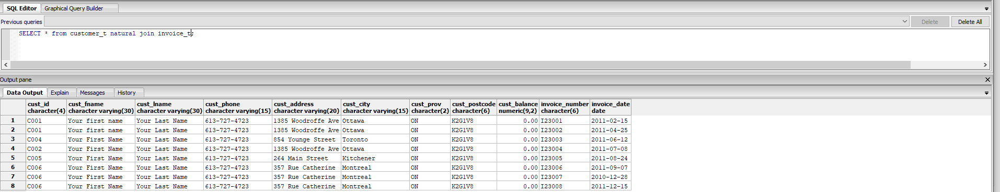 SQL Editor Graphical Query Builder
Previous queries Delete Delete All
SELECT * from customer_t natural join invoice_t;
Output pane
Data Output Explain Messages History
cust_id cust_fname cust_lname cust_phone cust_address cust_city cust_prov cust_postcode cust_balance invoice_number invoice_date
character(4) character varying(30) character varying(30) character varying(15) character varying(20) character varying(15) character(2) character(6) numeric(9,2) character(6) date
1 C001 Your first name Your Last Name 613-727-4723 1385 Woodroffe Ave Ottawa ON K2G1V8 0.00 I23001 2011-02-15
2 C001 Your first name Your Last Name 613-727-4723 1385 Woodroffe Ave Ottawa ON K2G1V8 0.00 I23002 2011-04-25
3 C004 Your First Name Your Last Name 613-727-4723 854 Younge Street Toronto ON K2G1V8 0.00 I23003 2011-06-12
4 C002 Your First Name Your Last Name 613-727-4723 1385 Woodroffe Ave Ottawa ON K2G1V8 0.00 I23004 2011-07-08
5 C005 Your First Name Your Last Name 613-727-4723 264 Main Street Kitchener ON K2G1V8 0.00 I23005 2011-08-24
6 C006 Your First Name Your Last Name 613-727-4723 357 Rue Catherine Montreal ON K2G1V8 0.00 I23006 2011-09-07
7 C006 Your First Name Your Last Name 613-727-4723 357 Rue Catherine Montreal ON K2G1V8 0.00 I23007 2010-12-28
8 C006 Your First Name Your Last Name 613-727-4723 357 Rue Catherine Montreal ON K2G1V8 0.00 I23008 2011-12-15